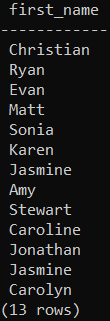 first_name
------------
Christian
Ryan
Evan
Matt
Sonia
Karen
Jasmine
Amy
Stewart
Caroline
Jonathan
Jasmine
Carolyn
(13 rows)